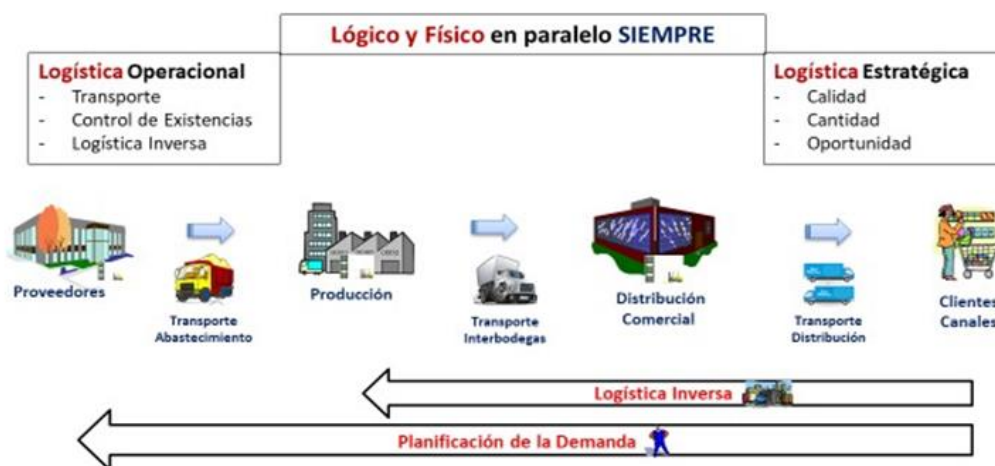 Lógico y Físico en paralelo SIEMPRE
Logística Operacional
- Transporte
- Control de Existencias
- Logística Inversa
Logística Estratégica
- Calidad
- Cantidad
- Oportunidad
Proveedores
Transporte
Abastecimiento
Producción
Transporte
Interbodegas
Distribución
Comercial
Transporte
Distribución
Clientes
Canales
Logística Inversa
Planificación de la Demanda